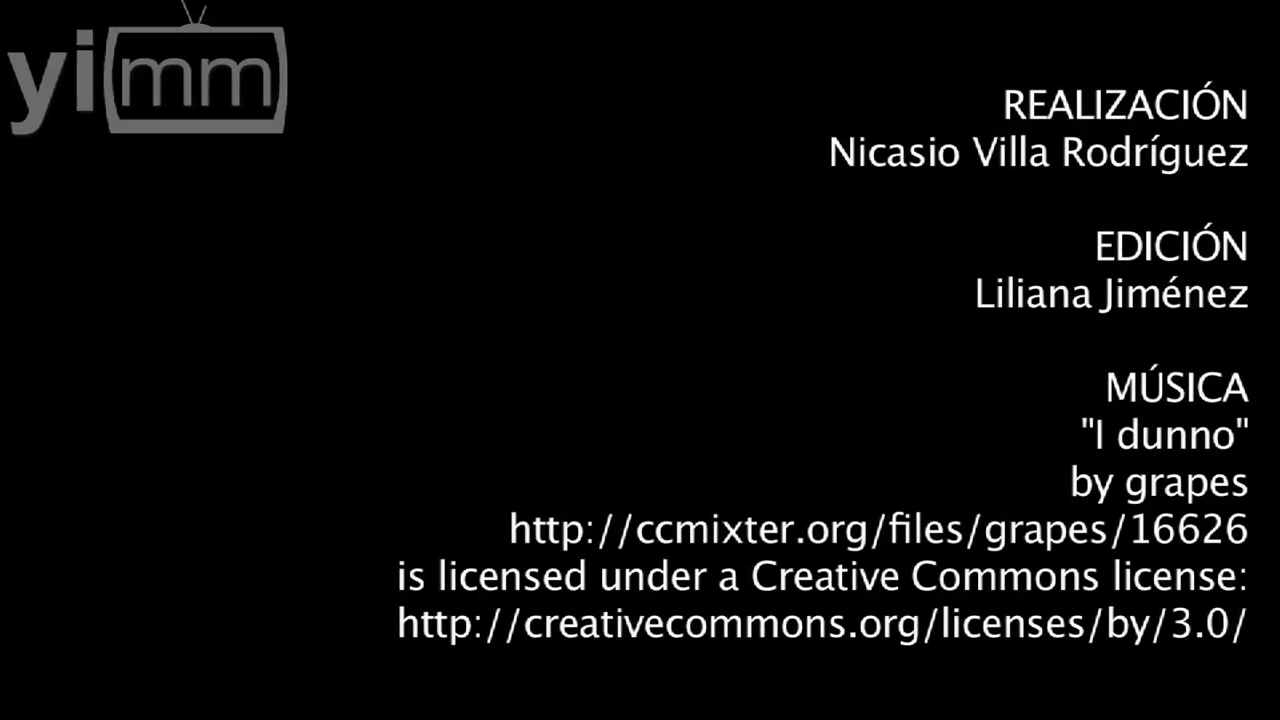 yimm
REALIZACIÓN
Nicasio Villa Rodríguez
EDICIÓN
Liliana Jiménez
MÚSICA
"I dunno"
by grapes
http://ccmixter.org/files/grapes/16626
is licensed under a Creative Commons license:
http://creativecommons.org/licenses/by/3.0/